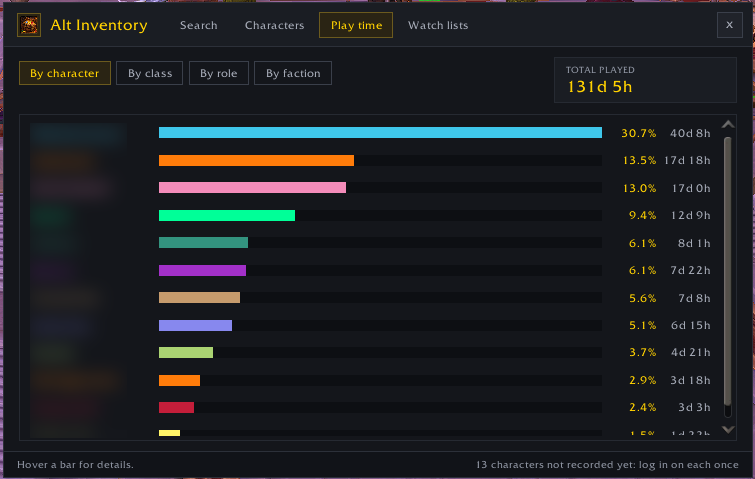 Alt Inventory Search Characters Play time Watch lists x
By character By class By role By faction
TOTAL PLAYED
131d 5h
30.7% 40d 8h
13.5% 17d 18h
13.0% 17d 0h
9.4% 12d 9h
6.1% 8d 1h
6.1% 7d 22h
5.6% 7d 8h
5.1% 6d 15h
3.7% 4d 21h
2.9% 3d 18h
2.4% 3d 3h
1.5% 1d 22h
Hover a bar for details. 13 characters not recorded yet: log in on each once